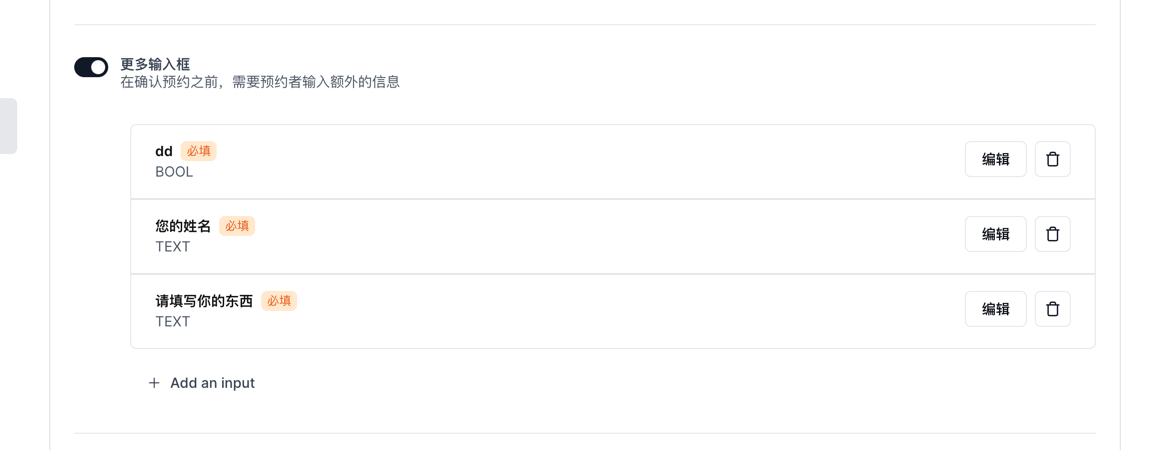 更多输入框
在确认预约之前，需要预约者输入额外的信息
dd 必填
BOOL
编辑
您的姓名 必填
TEXT
编辑
请填写你的东西 必填
TEXT
编辑
Add an input